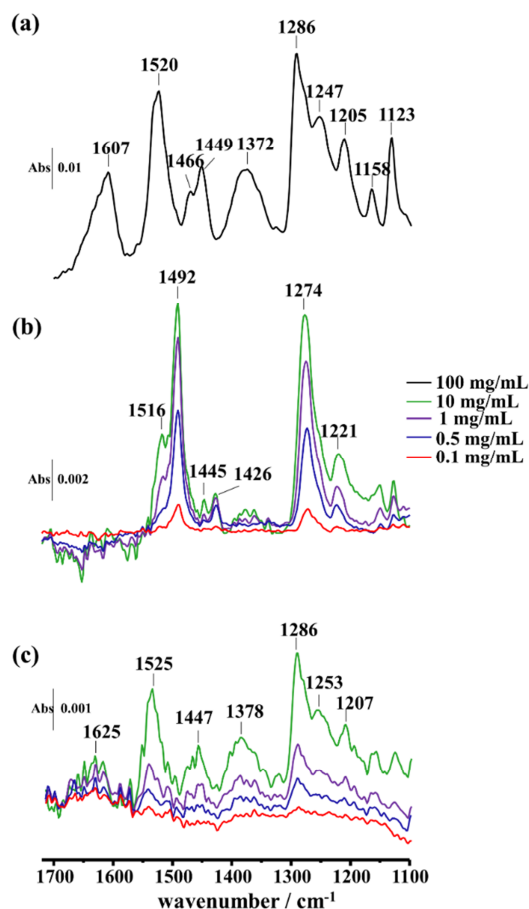 (a)
1286
1520
1247
1205
1123
1607
1449
1372
1466
1158
Abs 0.01
1492
1274
(b)
1516
1221
1445
1426
Abs 0.002
100 mg/mL
10 mg/mL
1 mg/mL
0.5 mg/mL
0.1 mg/mL
(c)
1286
1525
1253
1207
1447
1378
1625
Abs 0.001
1700 1600 1500 1400 1300 1200 1100
wavenumber / cm-1